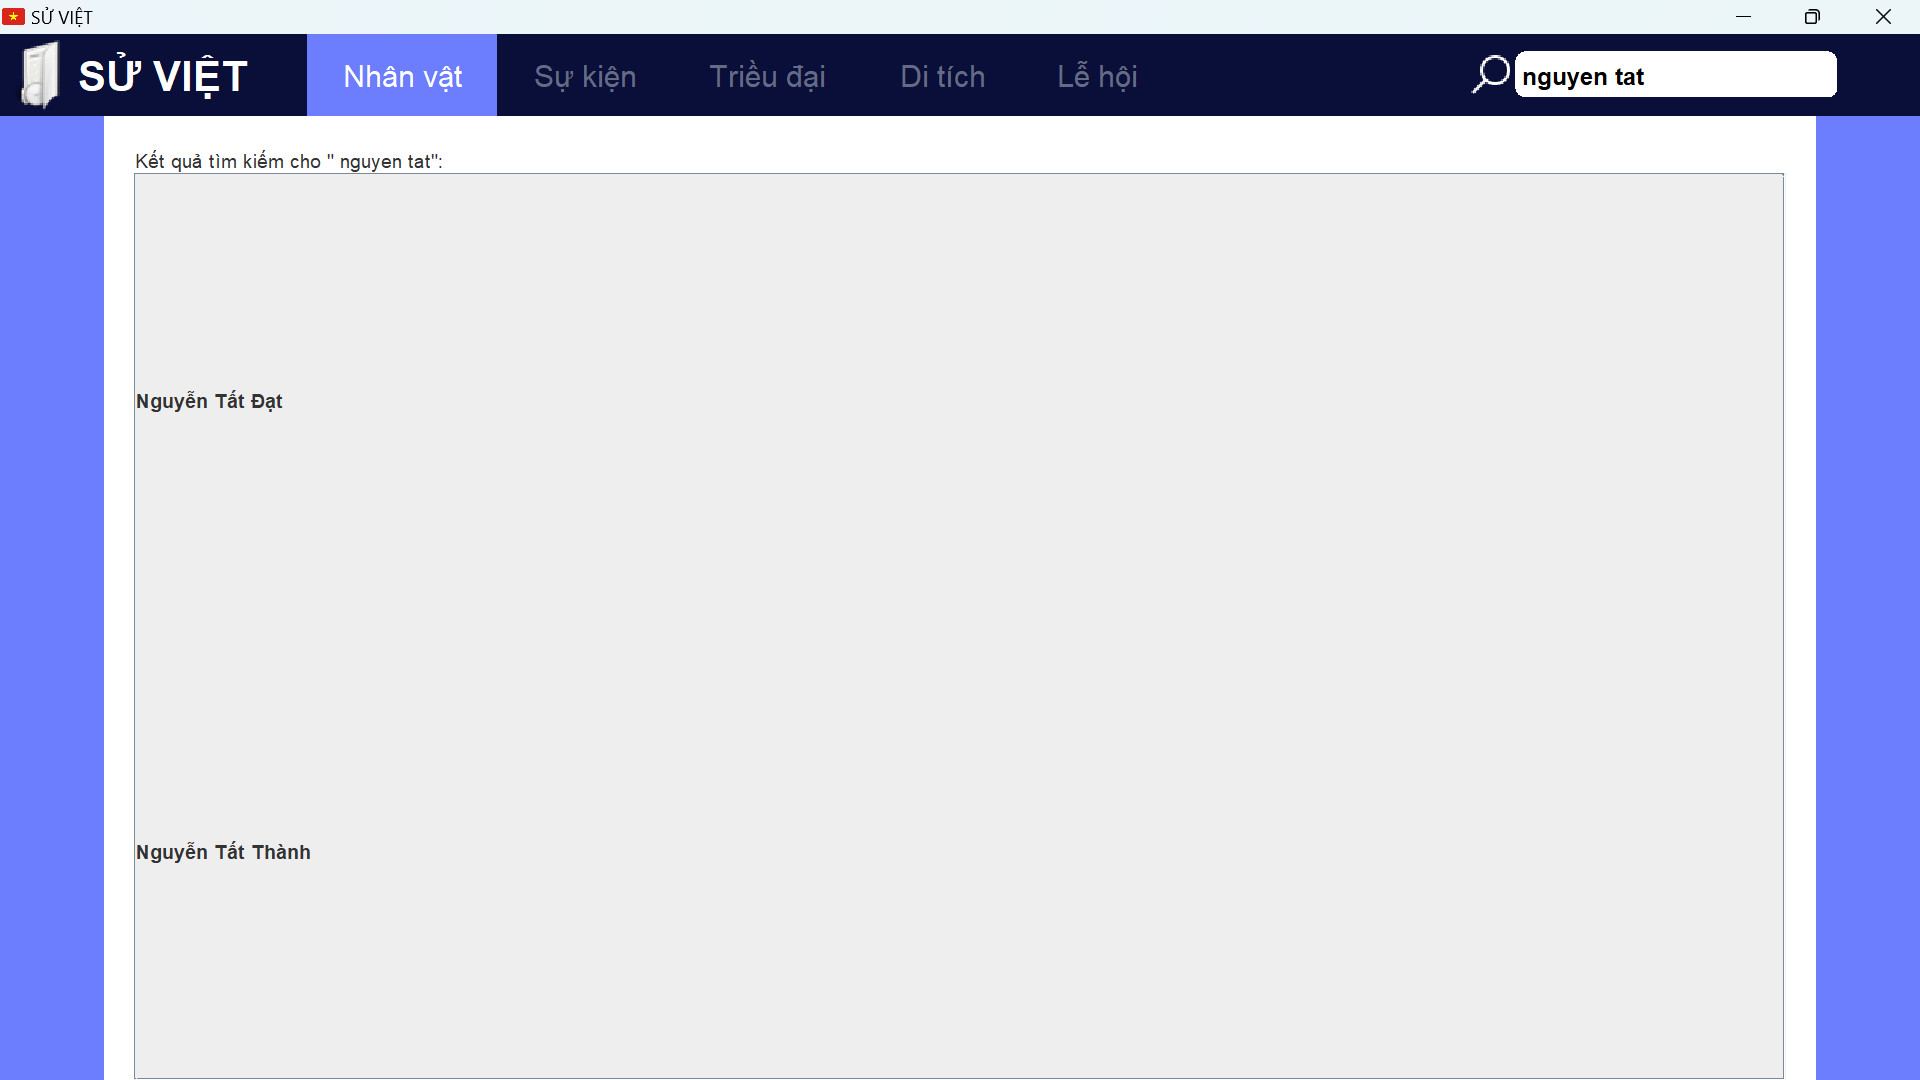 SỬ VIỆT
SỬ VIỆT Nhân vật Sự kiện Triều đại Di tích Lễ hội nguyen tat
Kết quả tìm kiếm cho " nguyen tat":
Nguyễn Tất Đạt
Nguyễn Tất Thành